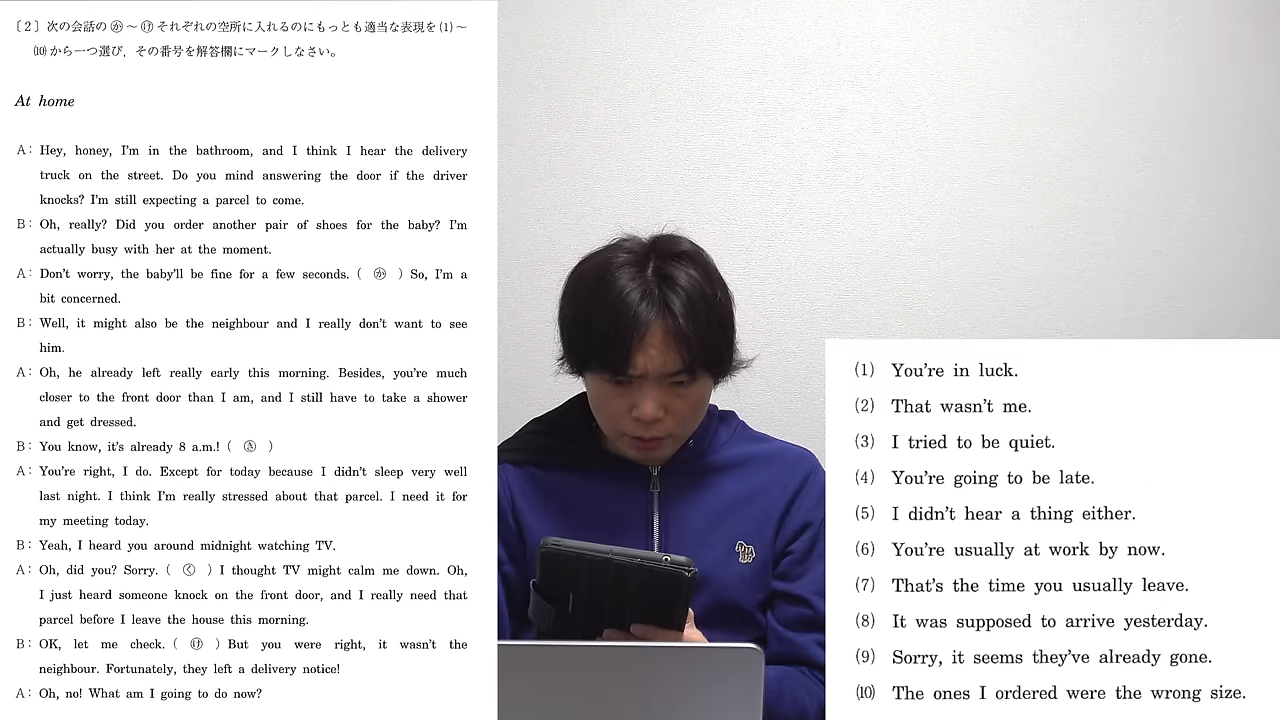 〔2〕次の会話の㋕～㋘それぞれの空所に入れるのにもっとも適当な表現を(1)～
⑽から一つ選び，その番号を解答欄にマークしなさい。
At home
A： Hey, honey, I'm in the bathroom, and I think I hear the delivery
truck on the street. Do you mind answering the door if the driver
knocks? I'm still expecting a parcel to come.
B： Oh, really? Did you order another pair of shoes for the baby? I'm
actually busy with her at the moment.
A： Don't worry, the baby'll be fine for a few seconds. ( ㋕ ) So, I'm a
bit concerned.
B： Well, it might also be the neighbour and I really don't want to see
him.
A： Oh, he already left really early this morning. Besides, you're much
closer to the front door than I am, and I still have to take a shower
and get dressed.
B： You know, it's already 8 a.m.! ( ㋖ )
A： You're right, I do. Except for today because I didn't sleep very well
last night. I think I'm really stressed about that parcel. I need it for
my meeting today.
B： Yeah, I heard you around midnight watching TV.
A： Oh, did you? Sorry. ( ㋗ ) I thought TV might calm me down. Oh,
I just heard someone knock on the front door, and I really need that
parcel before I leave the house this morning.
B： OK, let me check. ( ㋘ ) But you were right, it wasn't the
neighbour. Fortunately, they left a delivery notice!
A： Oh, no! What am I going to do now?
⑴ You're in luck.
⑵ That wasn't me.
⑶ I tried to be quiet.
⑷ You're going to be late.
⑸ I didn't hear a thing either.
⑹ You're usually at work by now.
⑺ That's the time you usually leave.
⑻ It was supposed to arrive yesterday.
⑼ Sorry, it seems they've already gone.
⑽ The ones I ordered were the wrong size.